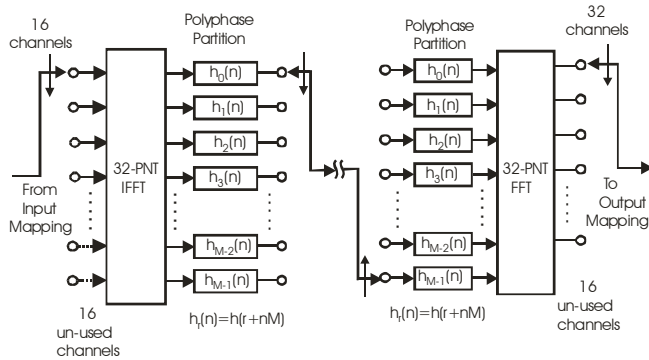 16
channels
Polyphase
Partition
h0(n)
h1(n)
h2(n)
h3(n)
hM-2(n)
hM-1(n)
32-PNT
IFFT
From
Input
Mapping
16
un-used
channels
hr(n)=h(r+nM)
32
channels
Polyphase
Partition
h0(n)
h1(n)
h2(n)
h3(n)
hM-2(n)
hM-1(n)
32-PNT
FFT
To
Output
Mapping
16
un-used
channels
hr(n)=h(r+nM)